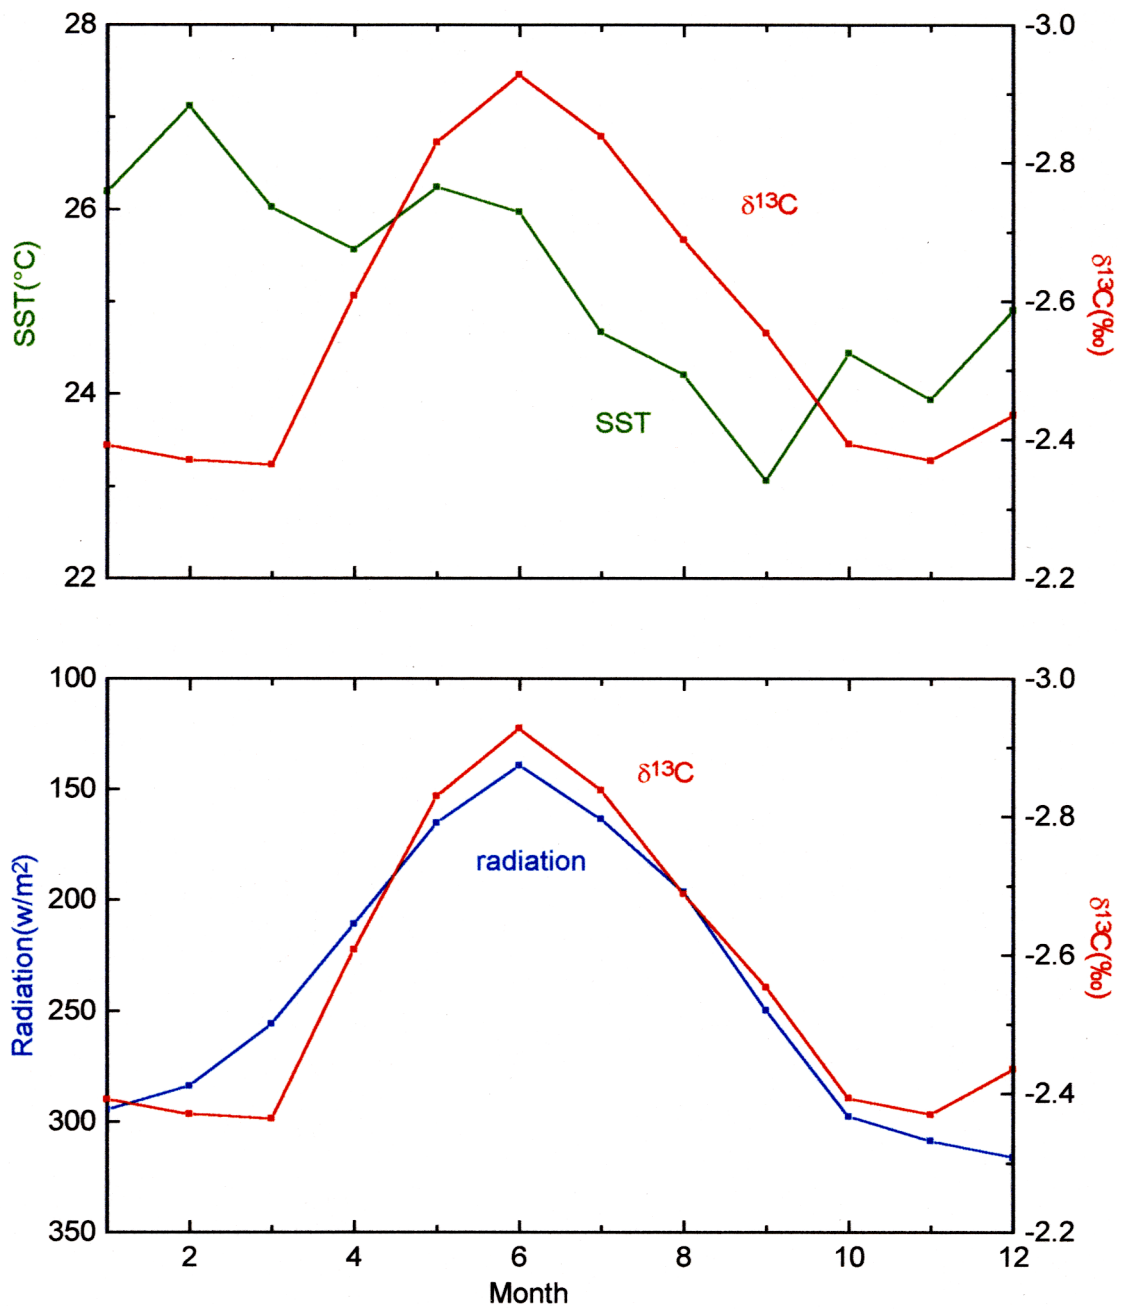 28
26
24
22
SST(°C)
-3.0
-2.8
-2.6
-2.4
-2.2
δ13C(‰)
δ13C
SST
100
150
200
250
300
350
Radiation(w/m2)
-3.0
-2.8
-2.6
-2.4
-2.2
δ13C(‰)
δ13C
radiation
2 4 6 8 10 12
Month